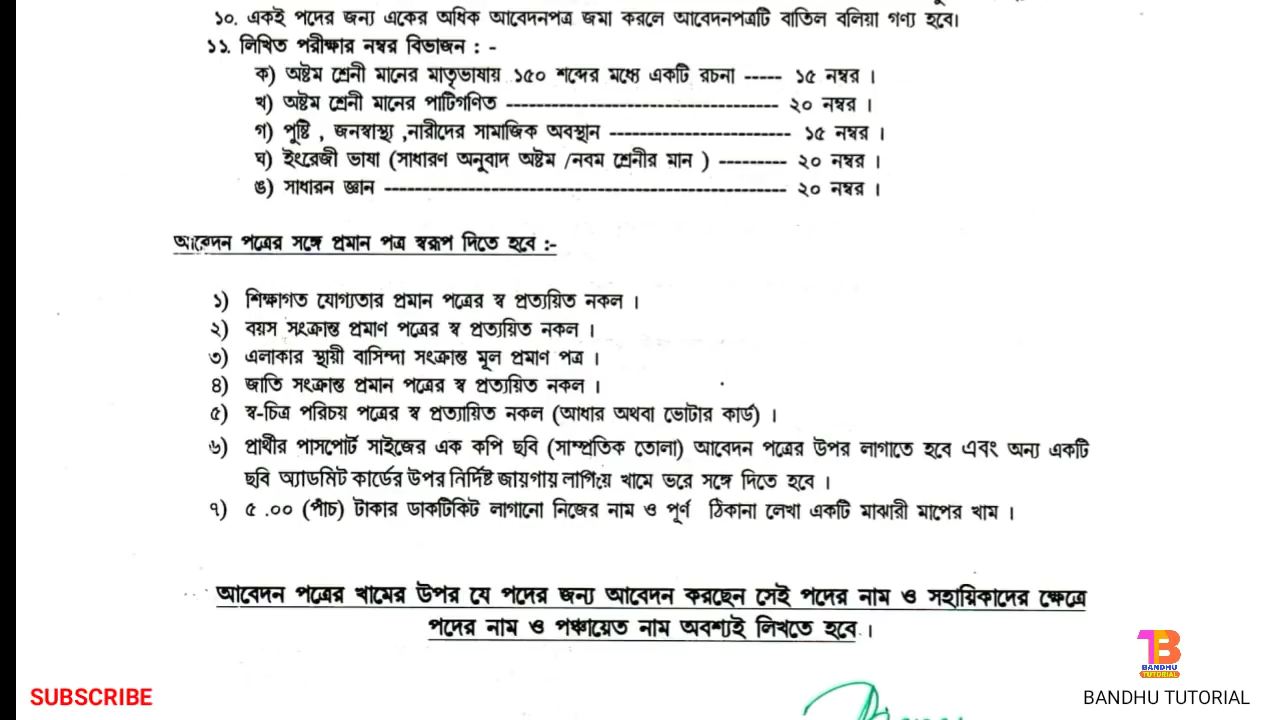 ১০. একই পদের জন্য একের অধিক আবেদনপত্র জমা করলে আবেদনপত্রটি বাতিল বলিয়া গণ্য হবে।
১১. লিখিত পরীক্ষার নম্বর বিভাজন : -
ক) অষ্টম শ্রেনী মানের মাতৃভাষায় ১৫০ শব্দের মধ্যে একটি রচনা ----- ১৫ নম্বর ।
খ) অষ্টম শ্রেনী মানের পাটিগণিত ------------------------------------ ২০ নম্বর ।
গ) পুষ্টি , জনস্বাস্থ্য ,নারীদের সামাজিক অবস্থান ------------------------ ১৫ নম্বর ।
ঘ) ইংরেজী ভাষা (সাধারণ অনুবাদ অষ্টম /নবম শ্রেনীর মান ) --------- ২০ নম্বর ।
ঙ) সাধারন জ্ঞান ----------------------------------------------------- ২০ নম্বর ।
আবেদন পত্রের সঙ্গে প্রমান পত্র স্বরূপ দিতে হবে :-
১) শিক্ষাগত যোগ্যতার প্রমান পত্রের স্ব প্রত্যয়িত নকল ।
২) বয়স সংক্রান্ত প্রমাণ পত্রের স্ব প্রত্যয়িত নকল ।
৩) এলাকার স্থায়ী বাসিন্দা সংক্রান্ত মূল প্রমাণ পত্র ।
৪) জাতি সংক্রান্ত প্রমান পত্রের স্ব প্রত্যয়িত নকল ।
৫) স্ব-চিত্র পরিচয় পত্রের স্ব প্রত্যায়িত নকল (আধার অথবা ভোটার কার্ড) ।
৬) প্রার্থীর পাসপোর্ট সাইজের এক কপি ছবি (সাম্প্রতিক তোলা) আবেদন পত্রের উপর লাগাতে হবে এবং অন্য একটি
ছবি অ্যাডমিট কার্ডের উপর নির্দিষ্ট জায়গায় লাগিয়ে খামে ভরে সঙ্গে দিতে হবে ।
৭) ৫ .০০ (পাঁচ) টাকার ডাকটিকিট লাগানো নিজের নাম ও পূর্ণ ঠিকানা লেখা একটি মাঝারী মাপের খাম ।
আবেদন পত্রের খামের উপর যে পদের জন্য আবেদন করছেন সেই পদের নাম ও সহায়িকাদের ক্ষেত্রে
পদের নাম ও পঞ্চায়েত নাম অবশ্যই লিখতে হবে ।
TB
BANDHU
TUTORIAL
SUBSCRIBE
BANDHU TUTORIAL